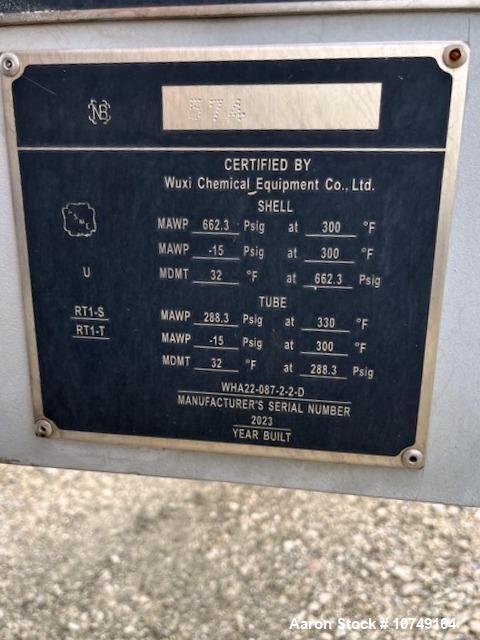 NB 574
CERTIFIED BY
Wuxi Chemical Equipment Co., Ltd.
SHELL
MAWP 662.3 Psig at 300 °F
MAWP -15 Psig at 300 °F
U MDMT 32 °F at 662.3 Psig
TUBE
RT1-S MAWP 288.3 Psig at 330 °F
RT1-T MAWP -15 Psig at 300 °F
MDMT 32 °F at 288.3 Psig
WHA22-087-2-2-D
MANUFACTURER'S SERIAL NUMBER
2023
YEAR BUILT
Aaron Stock # 10749164